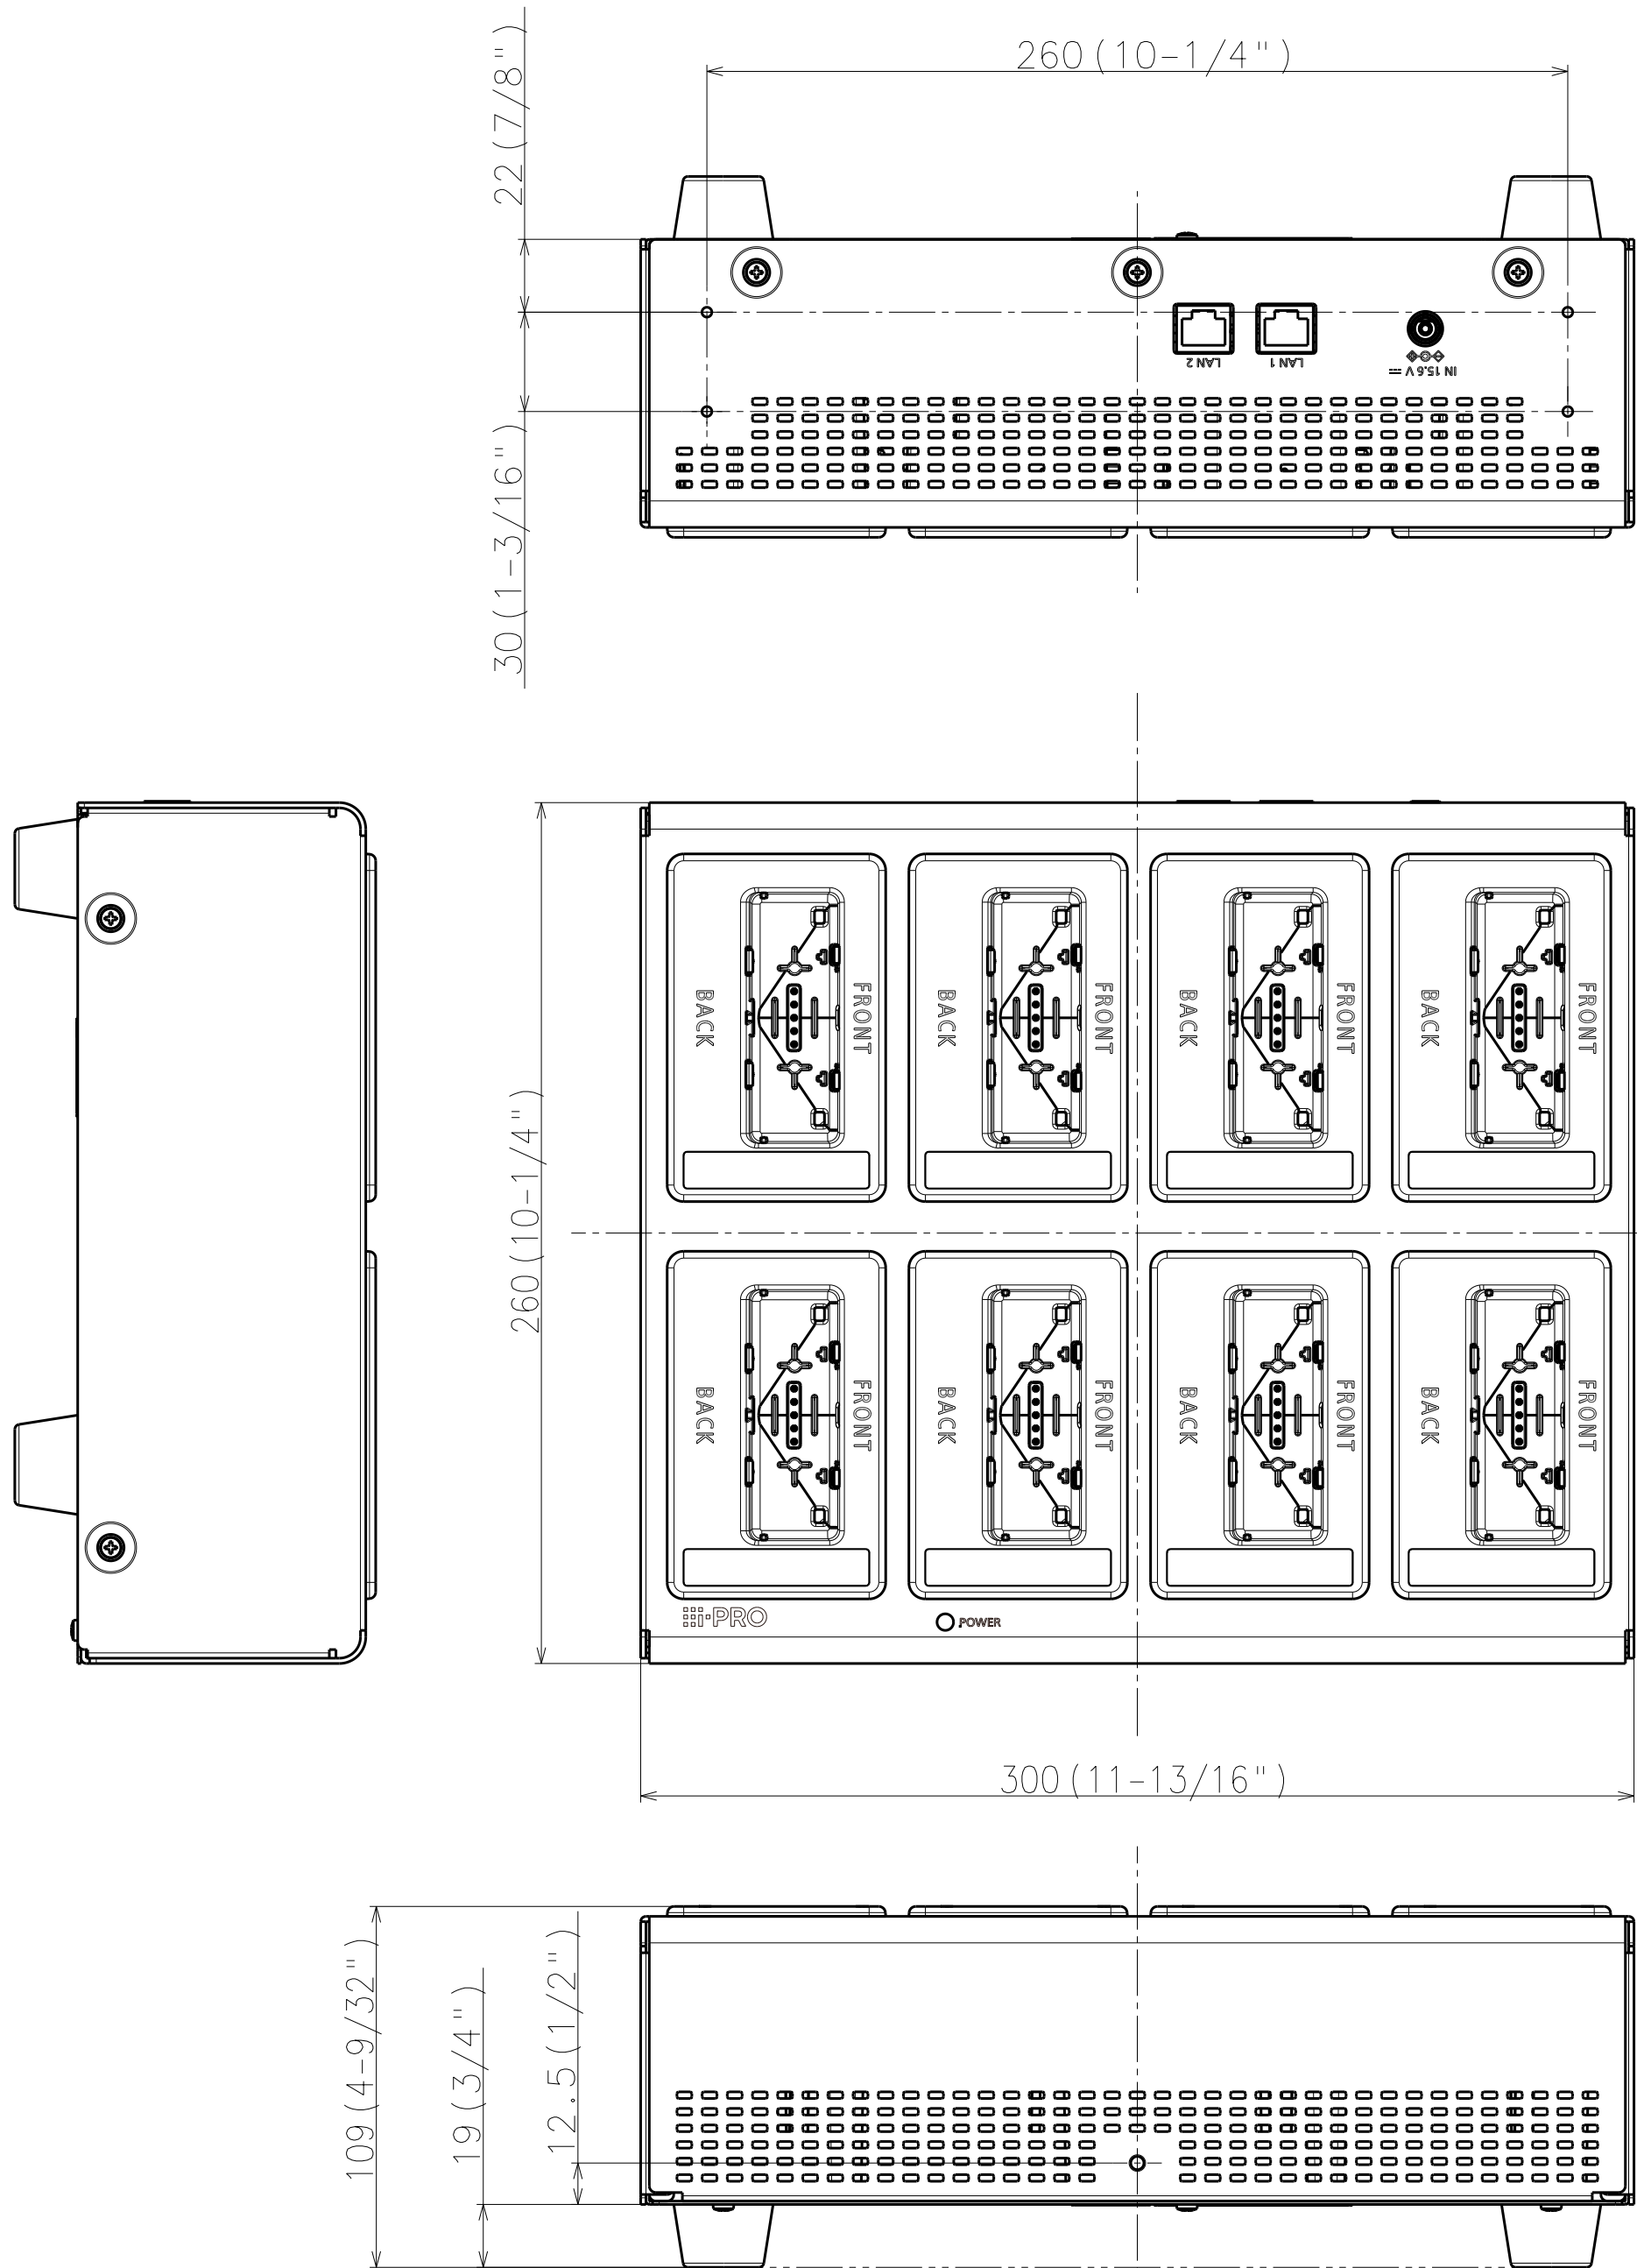 260(10-1/4")
22(7/8")
LAN 2
LAN 1
IN 15.6 V ⎓
30(1-3/16")
BACK
FRONT
BACK
FRONT
BACK
FRONT
BACK
FRONT
260(10-1/4")
BACK
FRONT
BACK
FRONT
BACK
FRONT
BACK
FRONT
i-PRO
POWER
300(11-13/16")
109(4-9/32")
19(3/4")
12.5(1/2")